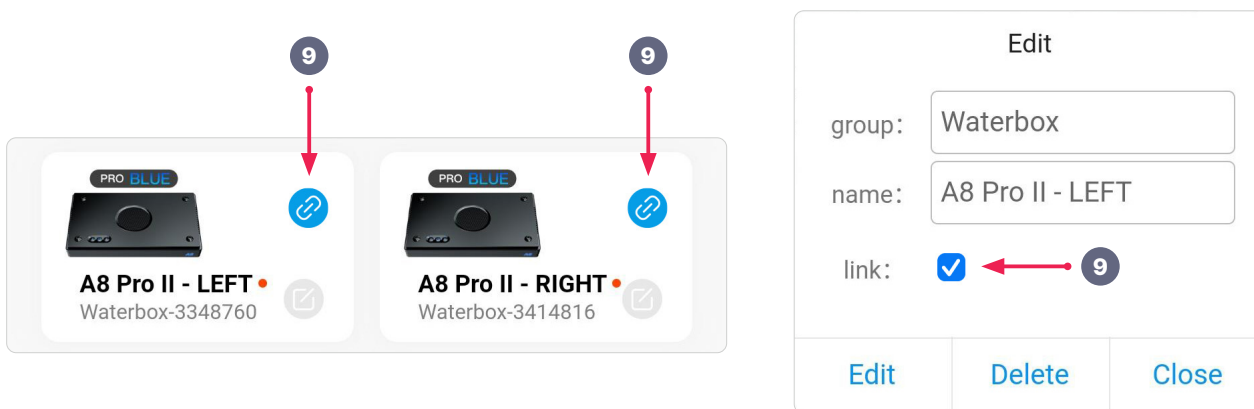 9
9
PRO BLUE
A8 Pro II - LEFT
Waterbox-3348760
PRO BLUE
A8 Pro II - RIGHT
Waterbox-3414816
Edit
group:
Waterbox
name:
A8 Pro II - LEFT
link:
9
Edit
Delete
Close